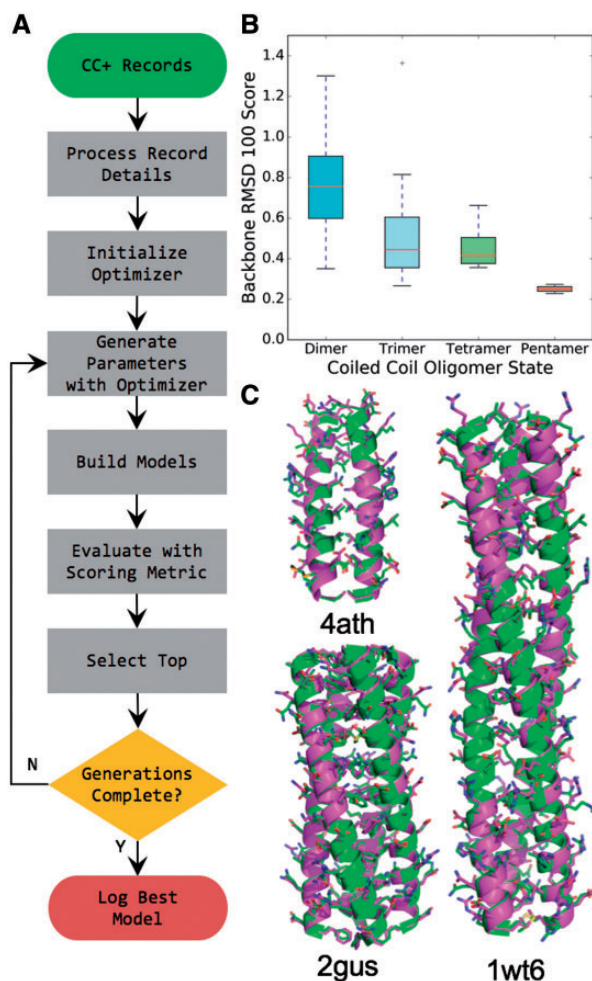 A
CC+ Records
Process Record
Details
Initialize
Optimizer
Generate
Parameters
with Optimizer
Build Models
Evaluate with
Scoring Metric
Select Top
N
Generations
Complete?
Y
Log Best
Model
B
Backbone RMSD 100 Score
1.4
1.2
1.0
0.8
0.6
0.4
0.2
0.0
Dimer Trimer Tetramer Pentamer
Coiled Coil Oligomer State
C
4ath
2gus
1wt6